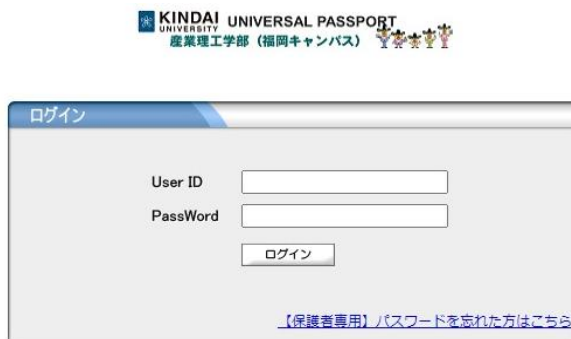 KINDAI UNIVERSITY UNIVERSAL PASSPORT
産業理工学部（福岡キャンパス）
ログイン
User ID
PassWord
ログイン
【保護者専用】パスワードを忘れた方はこちら